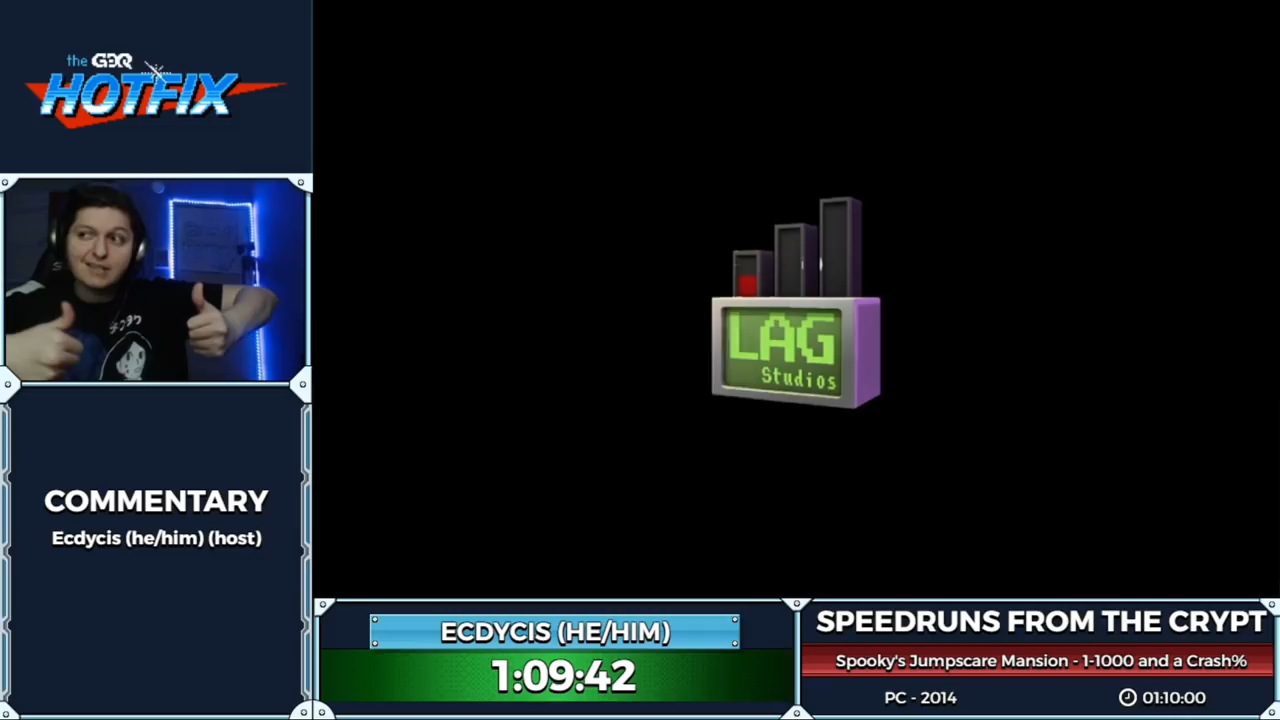 the GDQ
HOTFIX
LAG
Studios
COMMENTARY
Ecdycis (he/him) (host)
ECDYCIS (HE/HIM)
1:09:42
SPEEDRUNS FROM THE CRYPT
Spooky's Jumpscare Mansion - 1-1000 and a Crash%
PC - 2014
01:10:00